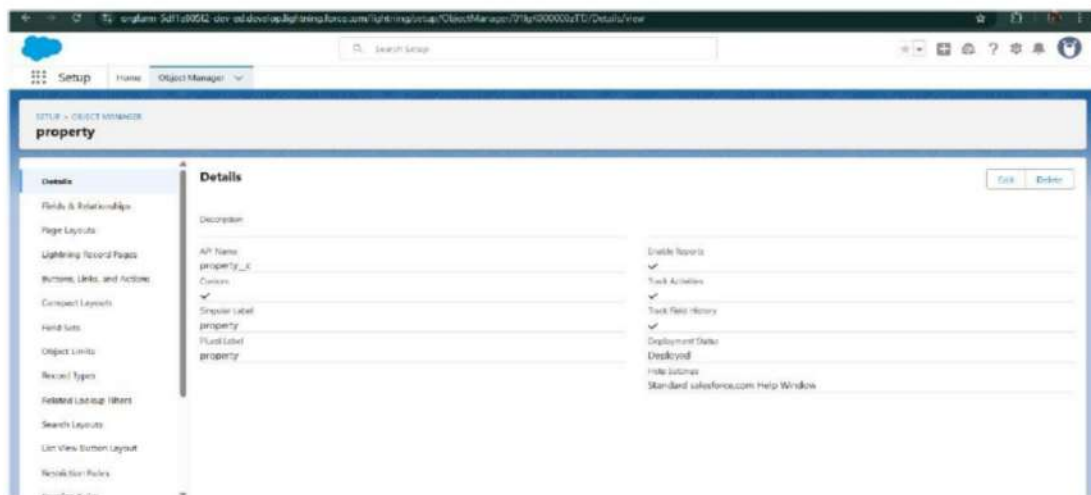 Search Setup
Setup
Home
Object Manager
SETUP > OBJECT MANAGER
property
Details
Fields & Relationships
Page Layouts
Lightning Record Pages
Buttons, Links, and Actions
Compact Layouts
Field Sets
Object Limits
Record Types
Related Lookup Filters
Search Layouts
List View Button Layout
Restriction Rules
Details
Edit
Delete
Description
API Name
property__c
Custom
Singular Label
property
Plural Label
property
Enable Reports
Track Activities
Track Field History
Deployment Status
Deployed
Help Settings
Standard salesforce.com Help Window